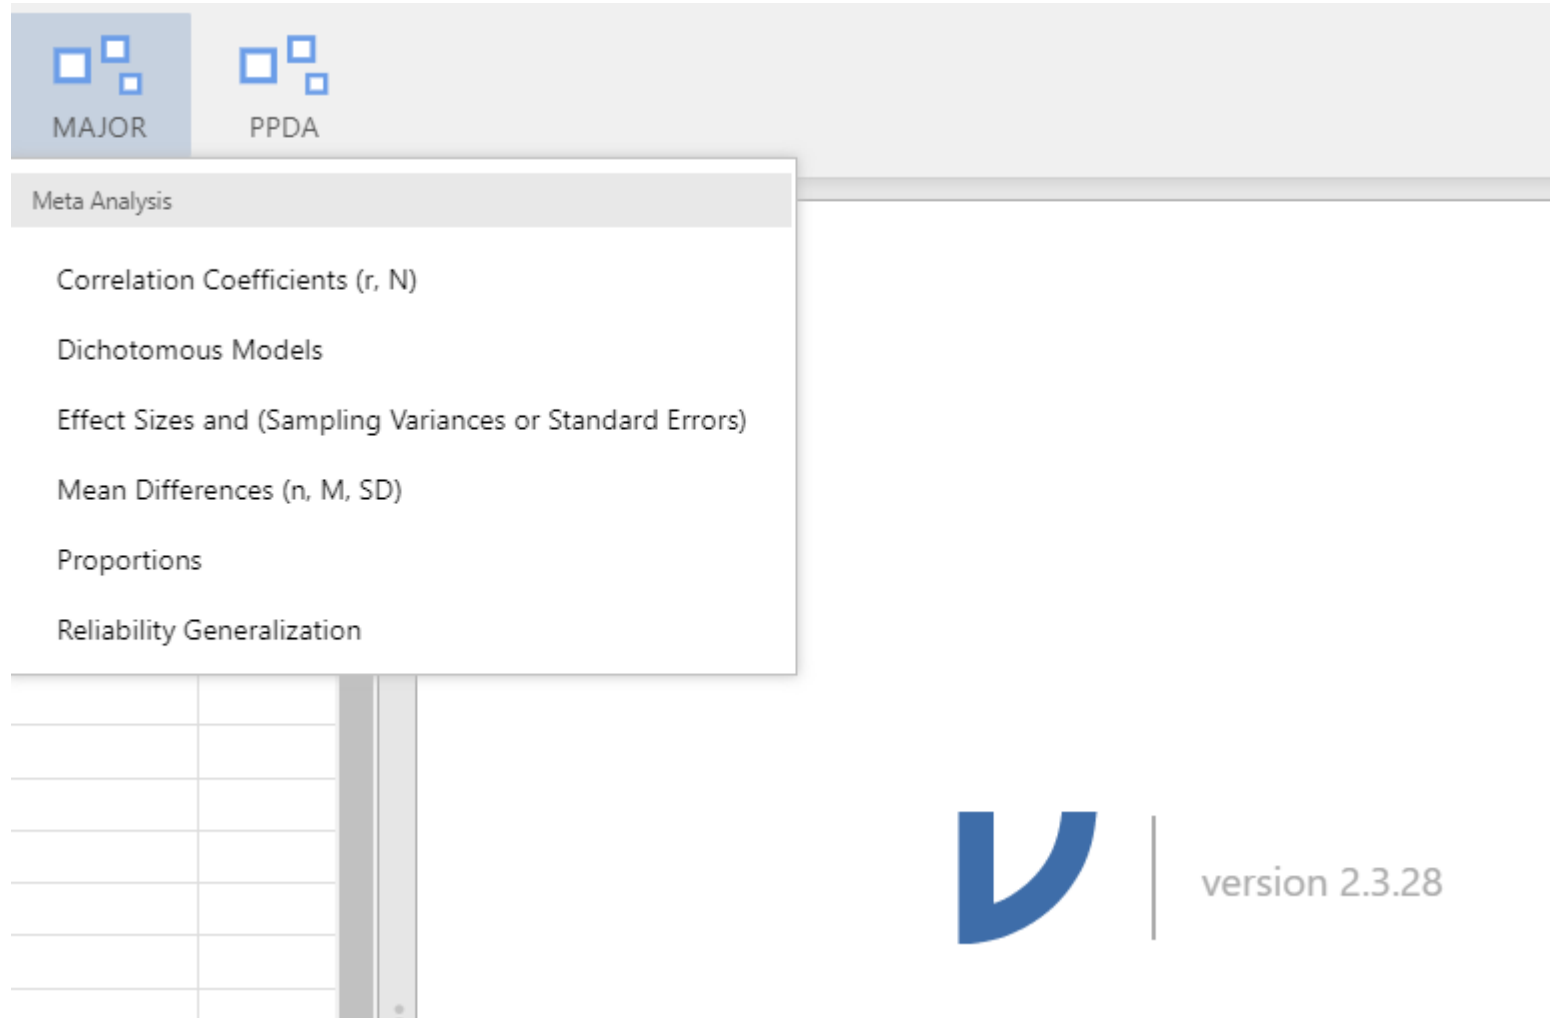 MAJOR
PPDA
Meta Analysis
Correlation Coefficients (r, N)
Dichotomous Models
Effect Sizes and (Sampling Variances or Standard Errors)
Mean Differences (n, M, SD)
Proportions
Reliability Generalization
version 2.3.28